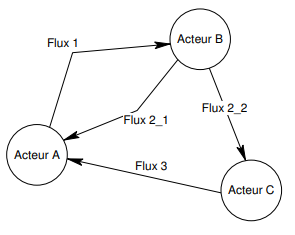 Flux 1
Acteur B
Flux 2_1
Flux 2_2
Acteur A
Flux 3
Acteur C